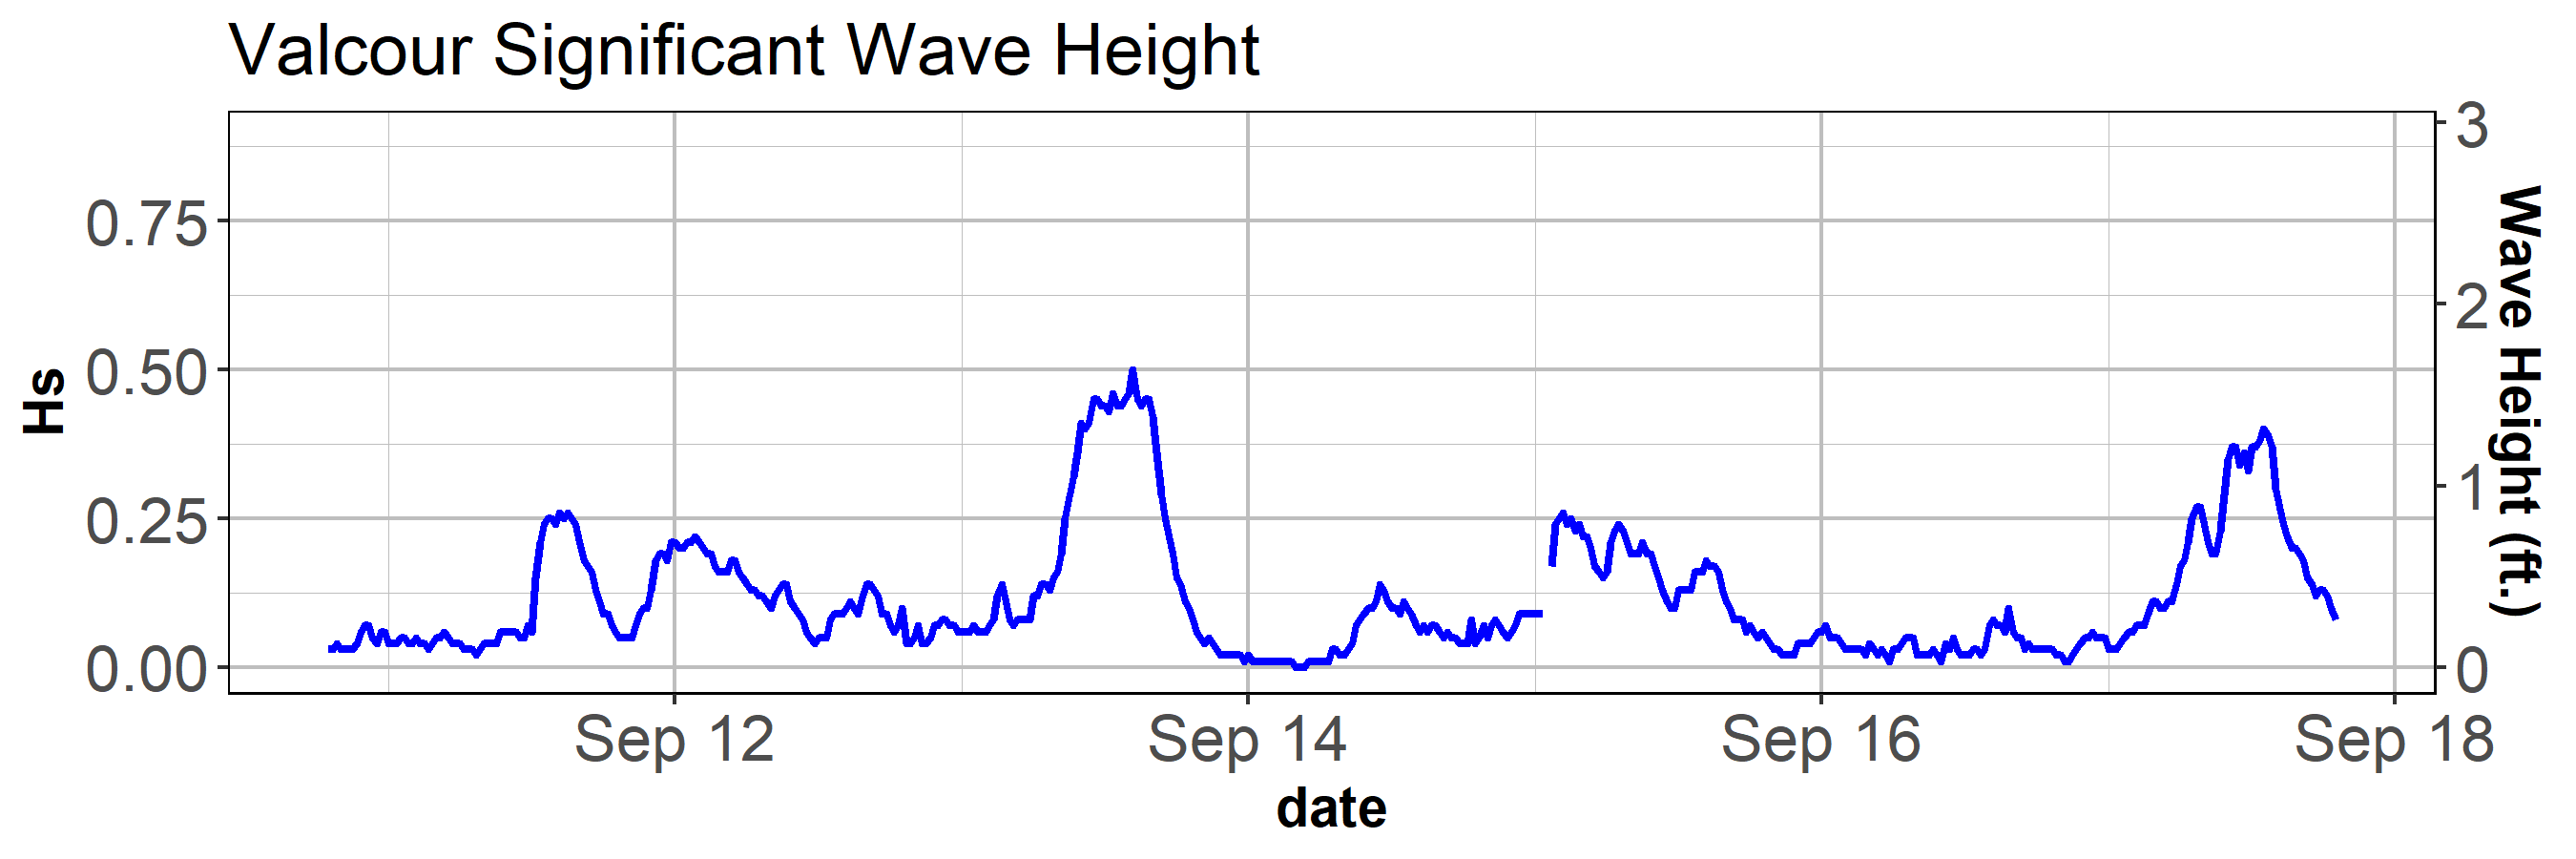 Valcour Significant Wave Height
Hs
0.75
0.50
0.25
0.00
3
2
1
0
Wave Height (ft.)
Sep 12
Sep 14
Sep 16
Sep 18
date